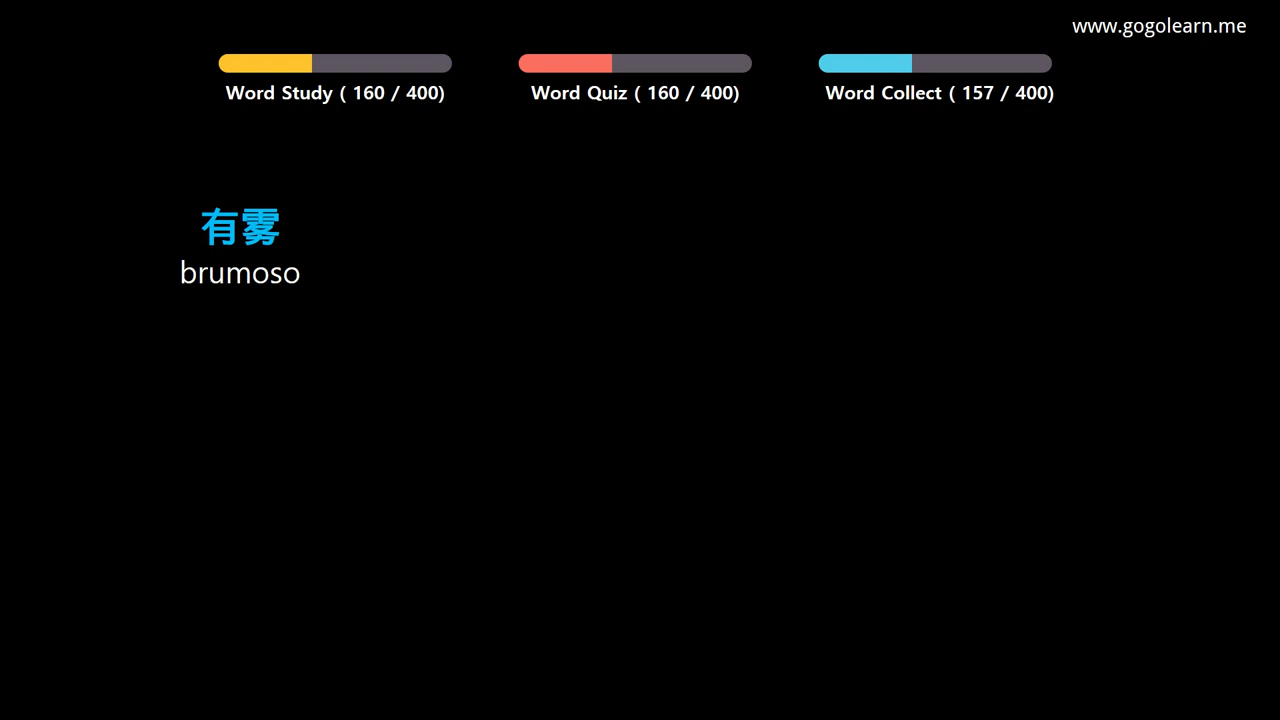 www.gogolearn.me
Word Study ( 160 / 400)
Word Quiz ( 160 / 400)
Word Collect ( 157 / 400)
有雾
brumoso